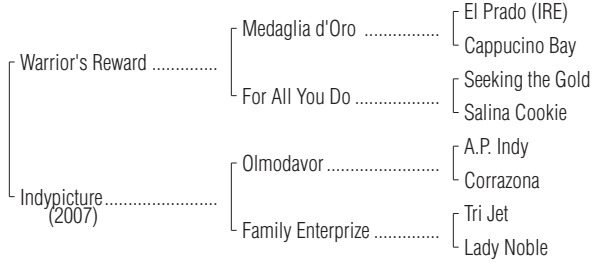 El Prado (IRE)
Medaglia d'Oro ................
Cappucino Bay
Warrior's Reward ..............
Seeking the Gold
For All You Do ..................
Salina Cookie
A.P. Indy
Olmodavor ........................
Corrazona
Indypicture ........................
(2007)
Tri Jet
Family Enterprize ..............
Lady Noble